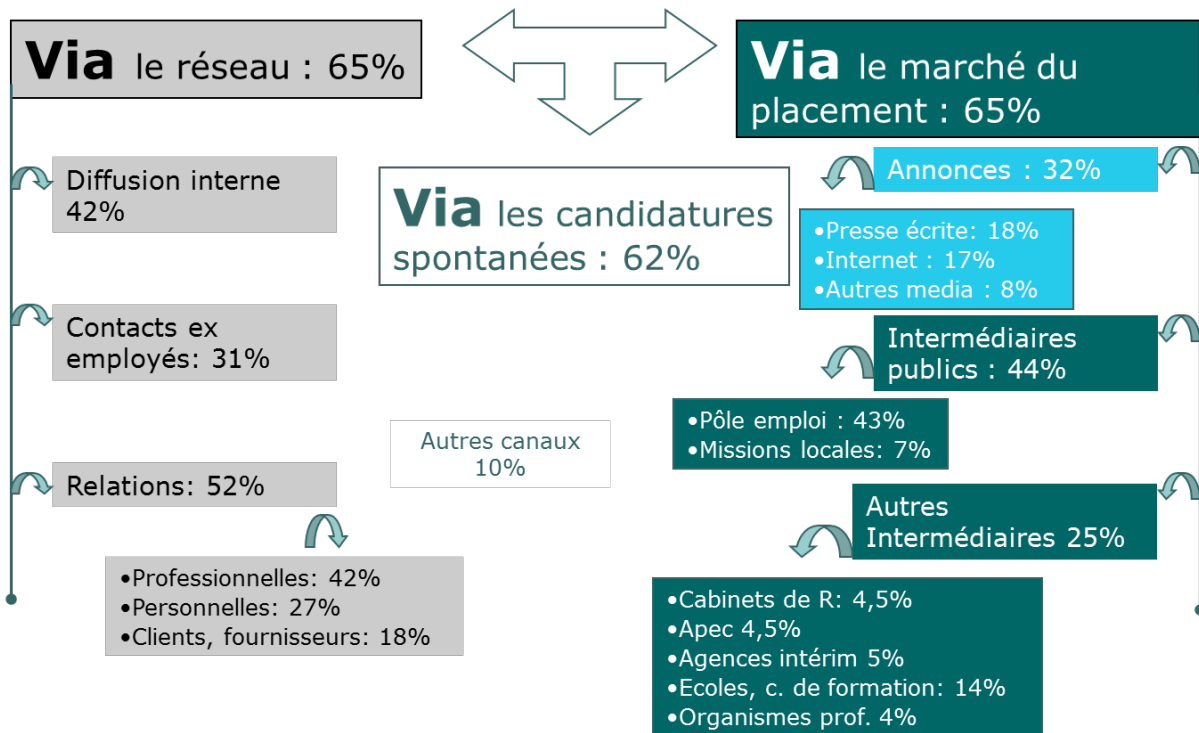 Via le réseau : 65%
Diffusion interne
42%
Contacts ex
employés: 31%
Relations: 52%
•Professionnelles: 42%
•Personnelles: 27%
•Clients, fournisseurs: 18%
Via les candidatures
spontanées : 62%
Autres canaux
10%
Via le marché du
placement : 65%
Annonces : 32%
•Presse écrite: 18%
•Internet : 17%
•Autres media : 8%
Intermédiaires
publics : 44%
•Pôle emploi : 43%
•Missions locales: 7%
Autres
Intermédiaires 25%
•Cabinets de R: 4,5%
•Apec 4,5%
•Agences intérim 5%
•Ecoles, c. de formation: 14%
•Organismes prof. 4%